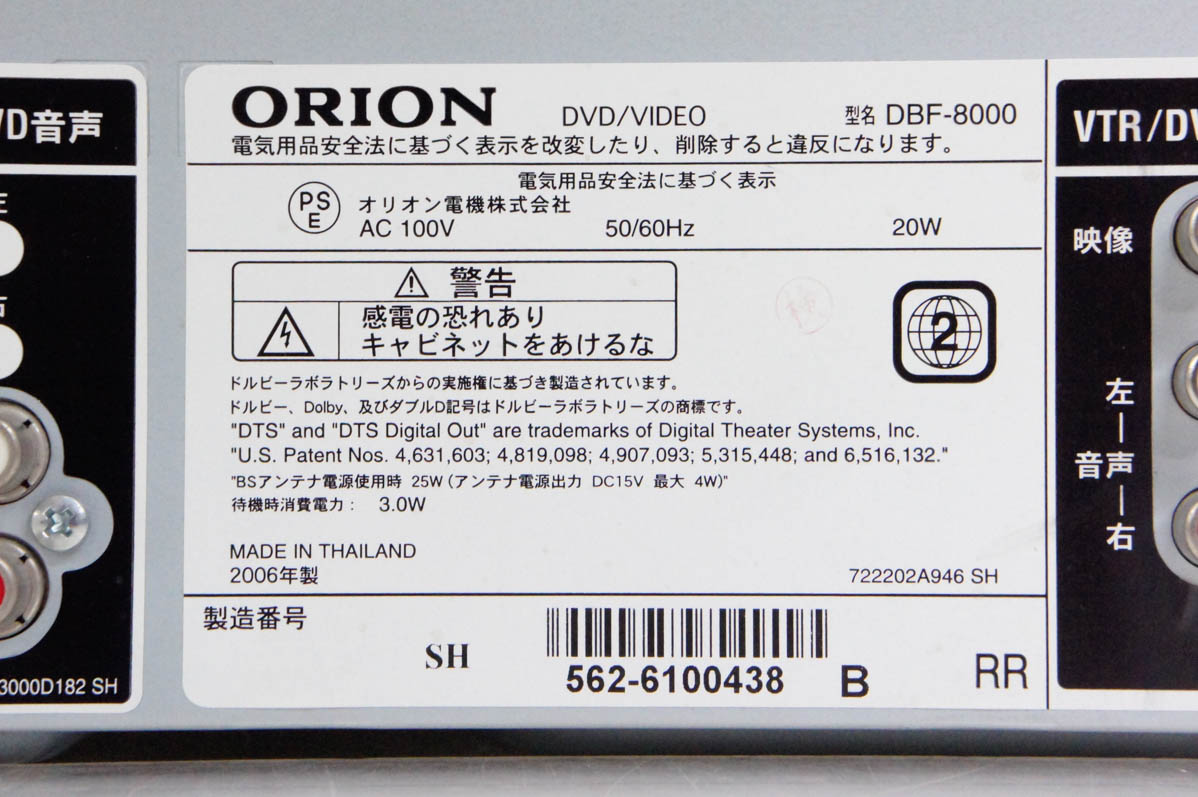 VD音声
3000D182 SH
ORION DVD/VIDEO 型名 DBF-8000
電気用品安全法に基づく表示を改変したり、削除すると違反になります。
電気用品安全法に基づく表示
PS
E
オリオン電機株式会社
AC 100V 50/60Hz 20W
警告
感電の恐れあり
キャビネットをあけるな
2
ドルビーラボラトリーズからの実施権に基づき製造されています。
ドルビー、Dolby、及びダブルD記号はドルビーラボラトリーズの商標です。
"DTS" and "DTS Digital Out" are trademarks of Digital Theater Systems, Inc.
"U.S. Patent Nos. 4,631,603; 4,819,098; 4,907,093; 5,315,448; and 6,516,132."
"BSアンテナ電源使用時 25W (アンテナ電源出力 DC15V 最大 4W)"
待機時消費電力： 3.0W
MADE IN THAILAND
2006年製 722202A946 SH
製造番号
SH 562-6100438 B RR
VTR/DV
映像
左
音声
右